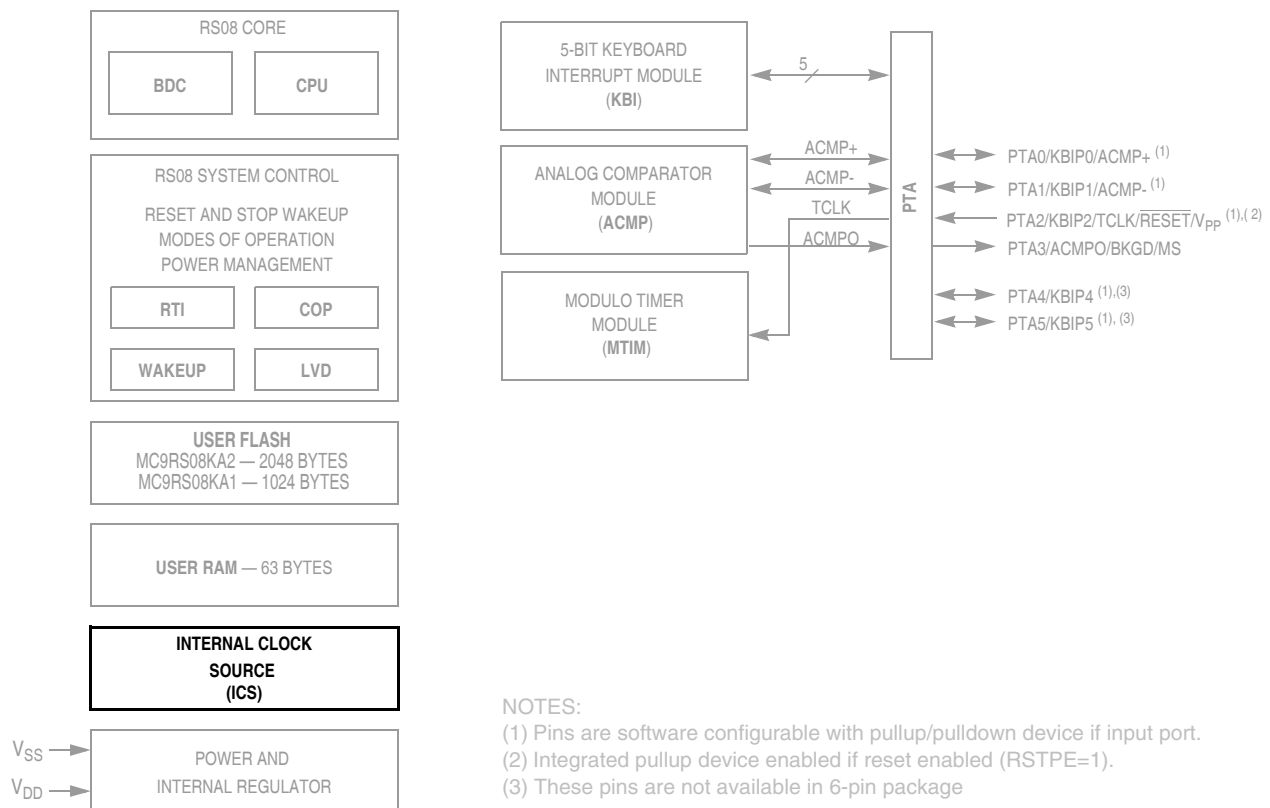 RS08 CORE
BDC
CPU
RS08 SYSTEM CONTROL
RESET AND STOP WAKEUP
MODES OF OPERATION
POWER MANAGEMENT
RTI
COP
WAKEUP
LVD
USER FLASH
MC9RS08KA2 — 2048 BYTES
MC9RS08KA1 — 1024 BYTES
USER RAM — 63 BYTES
INTERNAL CLOCK
SOURCE
(ICS)
VSS
VDD
POWER AND
INTERNAL REGULATOR
5-BIT KEYBOARD
INTERRUPT MODULE
(KBI)
5
ANALOG COMPARATOR
MODULE
(ACMP)
ACMP+
ACMP-
TCLK
ACMPO
MODULO TIMER
MODULE
(MTIM)
PTA
PTA0/KBIP0/ACMP+ (1)
PTA1/KBIP1/ACMP- (1)
PTA2/KBIP2/TCLK/RESET/VPP (1),( 2)
PTA3/ACMPO/BKGD/MS
PTA4/KBIP4 (1),(3)
PTA5/KBIP5 (1), (3)
NOTES:
(1) Pins are software configurable with pullup/pulldown device if input port.
(2) Integrated pullup device enabled if reset enabled (RSTPE=1).
(3) These pins are not available in 6-pin package